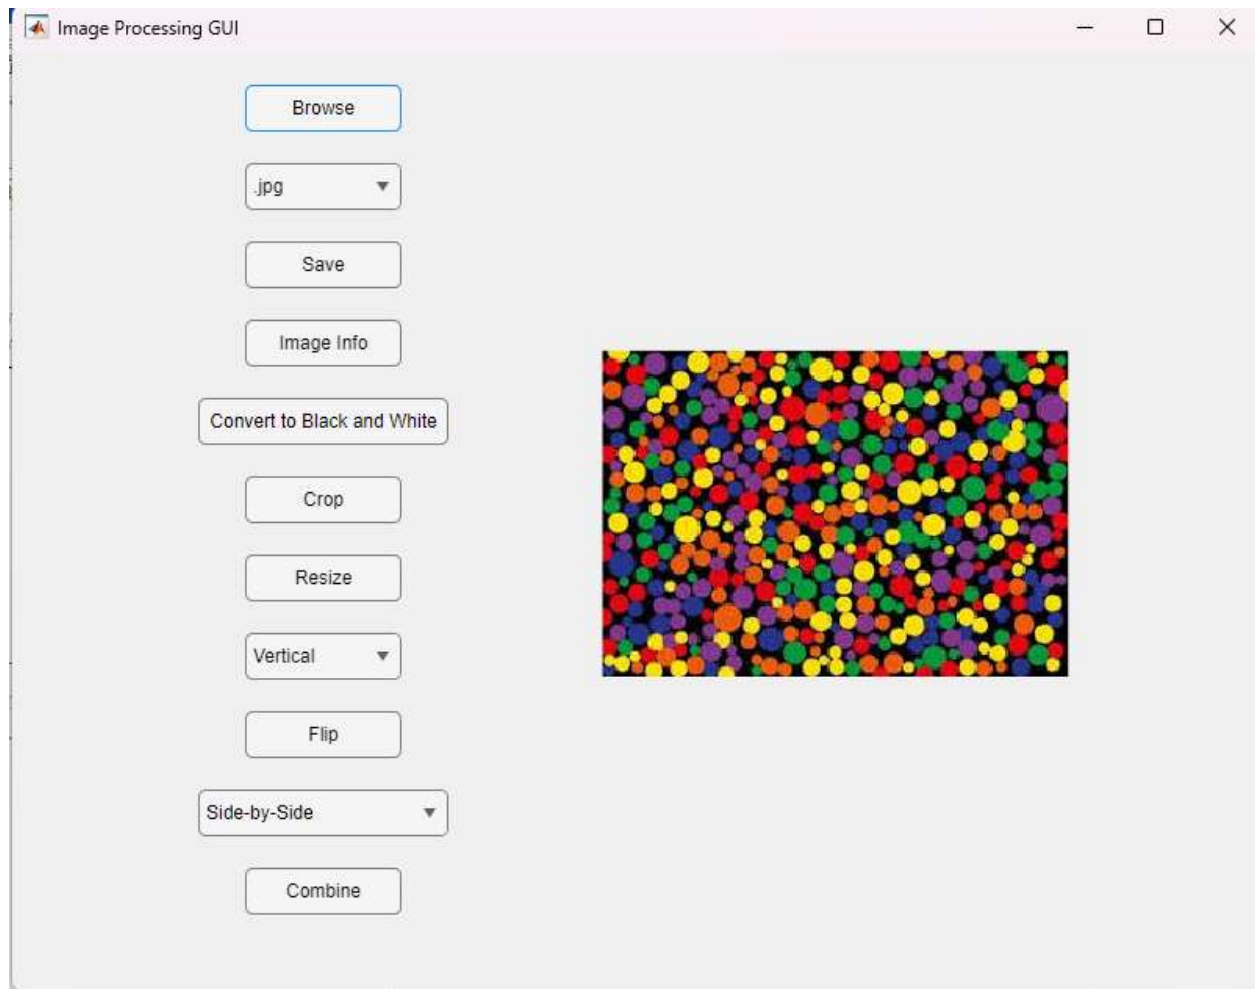 Image Processing GUI
Browse
.jpg
Save
Image Info
Convert to Black and White
Crop
Resize
Vertical
Flip
Side-by-Side
Combine